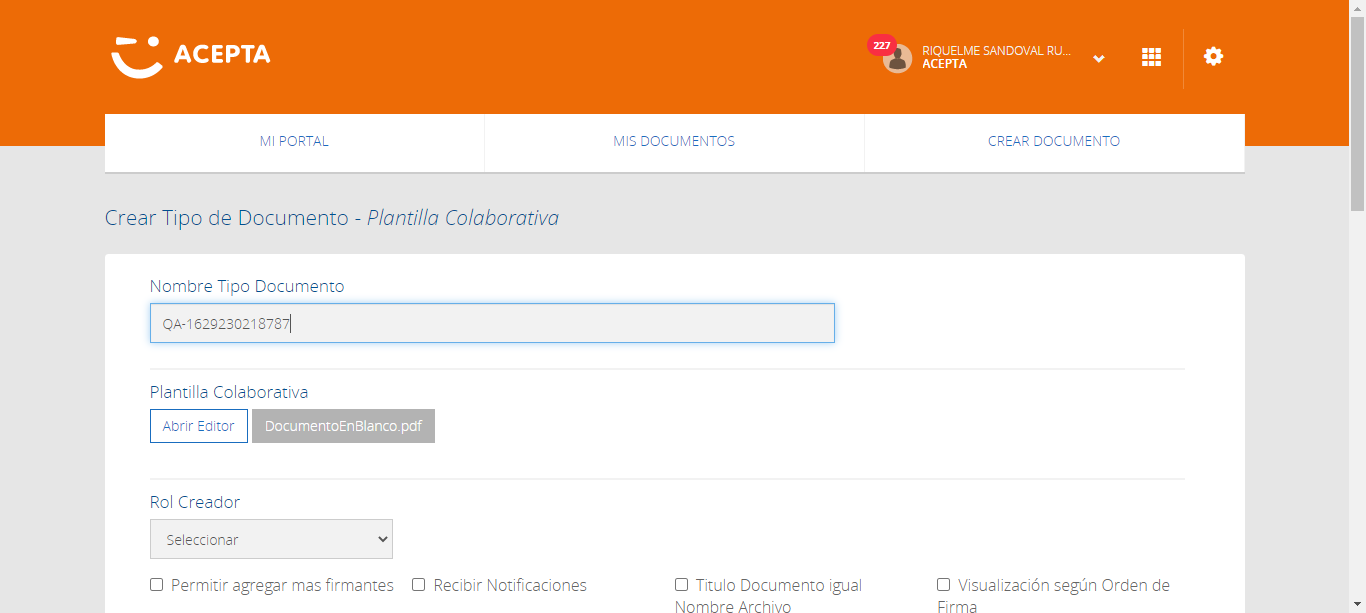 ACEPTA
227
RIQUELME SANDOVAL RU...
ACEPTA
MI PORTAL
MIS DOCUMENTOS
CREAR DOCUMENTO
Crear Tipo de Documento - Plantilla Colaborativa
Nombre Tipo Documento
QA-1629230218787
Plantilla Colaborativa
Abrir Editor
DocumentoEnBlanco.pdf
Rol Creador
Seleccionar
Permitir agregar mas firmantes
Recibir Notificaciones
Titulo Documento igual
Nombre Archivo
Visualización según Orden de
Firma